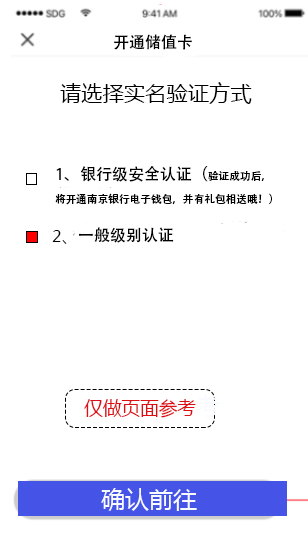 ●●●●● SDG 9:41 AM 100%
开通储值卡
请选择实名验证方式
1、银行级安全认证（验证成功后，
将开通南京银行电子钱包，并有礼包相送哦！）
2、一般级别认证
仅做页面参考
确认前往